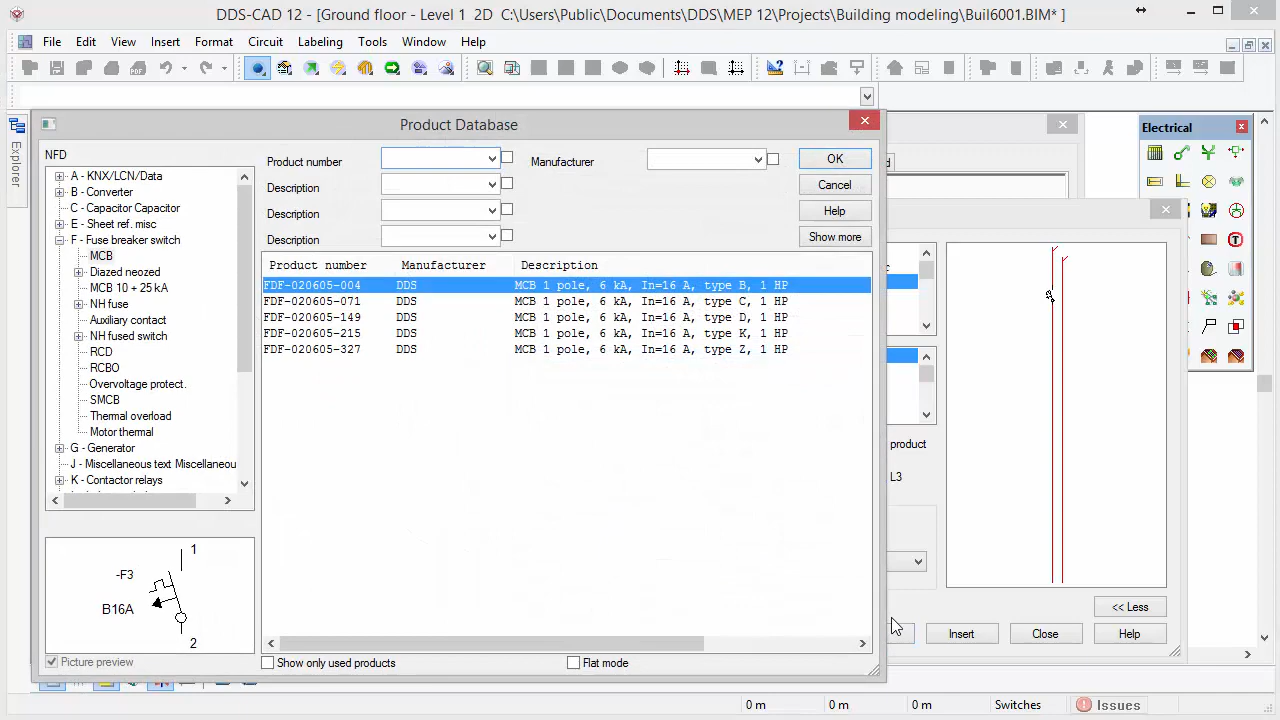 DDS-CAD 12 - [Ground floor - Level 1  2D  C:\Users\Public\Documents\DDS\MEP 12\Projects\Building modeling\Buil6001.BIM* ]
File Edit View Insert Format Circuit Labeling Tools Window Help
Explorer
Product Database
Electrical
NFD
A - KNX/LCN/Data
B - Converter
C - Capacitor Capacitor
E - Sheet ref. misc
F - Fuse breaker switch
MCB
Diazed neozed
MCB 10 + 25 kA
NH fuse
Auxiliary contact
NH fused switch
RCD
RCBO
Overvoltage protect.
SMCB
Thermal overload
Motor thermal
G - Generator
J - Miscellaneous text Miscellaneou
K - Contactor relays
Product number
Manufacturer
OK
Description
Cancel
Description
Help
Description
Show more
Product number Manufacturer Description
FDF-020605-004 DDS MCB 1 pole, 6 kA, In=16 A, type B, 1 HP
FDF-020605-071 DDS MCB 1 pole, 6 kA, In=16 A, type C, 1 HP
FDF-020605-149 DDS MCB 1 pole, 6 kA, In=16 A, type D, 1 HP
FDF-020605-215 DDS MCB 1 pole, 6 kA, In=16 A, type K, 1 HP
FDF-020605-327 DDS MCB 1 pole, 6 kA, In=16 A, type Z, 1 HP
product
L3
1
-F3
B16A
2
Picture preview
Show only used products
Flat mode
<< Less
Insert Close Help
0 m 0 m 0 m Switches Issues